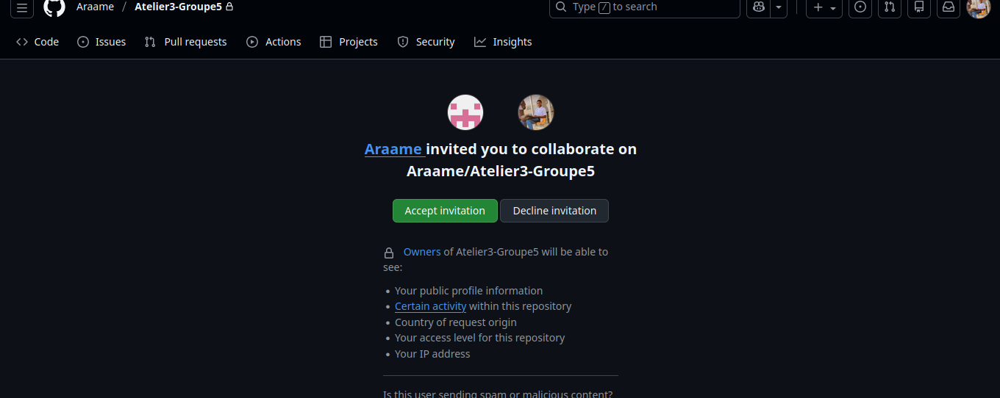 Araame / Atelier3-Groupe5 Type / to search
Code Issues Pull requests Actions Projects Security Insights
Araame invited you to collaborate on
Araame/Atelier3-Groupe5
Accept invitation Decline invitation
Owners of Atelier3-Groupe5 will be able to
see:
• Your public profile information
• Certain activity within this repository
• Country of request origin
• Your access level for this repository
• Your IP address
Is this user sending spam or malicious content?